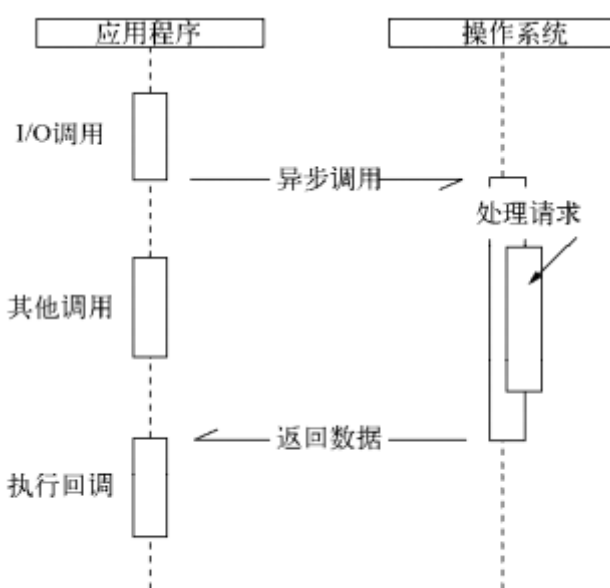 应用程序
操作系统
I/O调用
异步调用
处理请求
其他调用
返回数据
执行回调